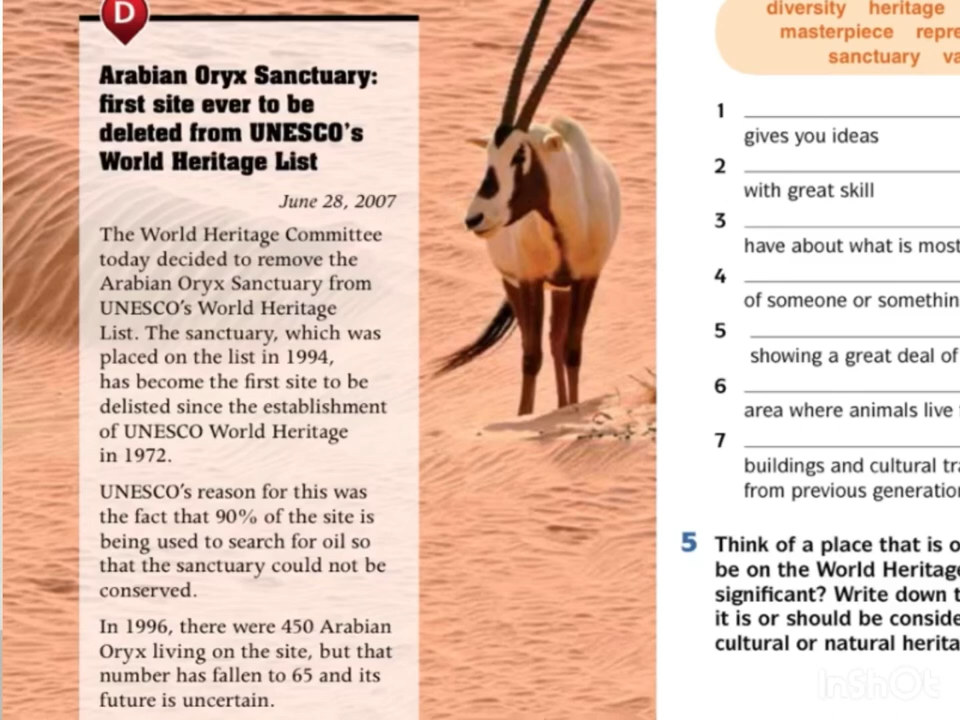 D
Arabian Oryx Sanctuary:
first site ever to be
deleted from UNESCO's
World Heritage List
June 28, 2007
The World Heritage Committee
today decided to remove the
Arabian Oryx Sanctuary from
UNESCO's World Heritage
List. The sanctuary, which was
placed on the list in 1994,
has become the first site to be
delisted since the establishment
of UNESCO World Heritage
in 1972.
UNESCO's reason for this was
the fact that 90% of the site is
being used to search for oil so
that the sanctuary could not be
conserved.
In 1996, there were 450 Arabian
Oryx living on the site, but that
number has fallen to 65 and its
future is uncertain.
diversity heritage
masterpiece repre
sanctuary va
1
gives you ideas
2
with great skill
3
have about what is most
4
of someone or somethin
5
showing a great deal of
6
area where animals live
7
buildings and cultural tra
from previous generation
5 Think of a place that is o
be on the World Heritage
significant? Write down t
it is or should be conside
cultural or natural herita
InShOt